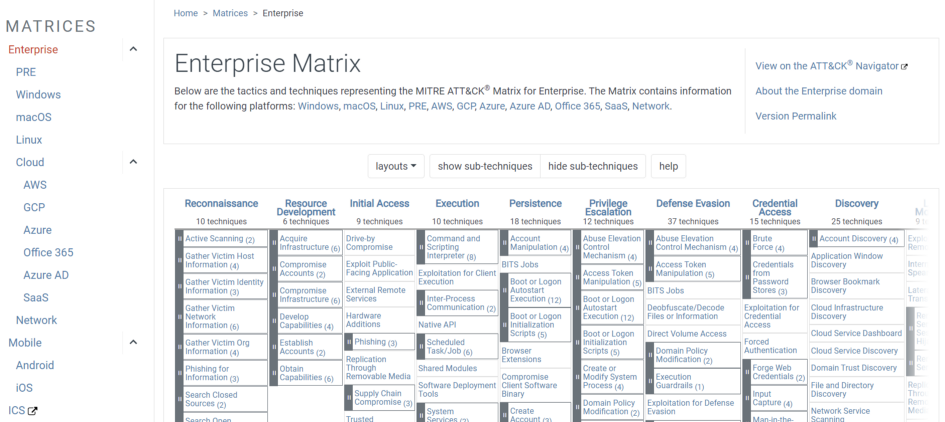 MATRICES
Enterprise
PRE
Windows
macOS
Linux
Cloud
AWS
GCP
Azure
Office 365
Azure AD
SaaS
Network
Mobile
Android
iOS
ICS
Home > Matrices > Enterprise
Enterprise Matrix
Below are the tactics and techniques representing the MITRE ATT&CK® Matrix for Enterprise. The Matrix contains information
for the following platforms: Windows, macOS, Linux, PRE, AWS, GCP, Azure, Azure AD, Office 365, SaaS, Network.
View on the ATT&CK® Navigator
About the Enterprise domain
Version Permalink
layouts
show sub-techniques
hide sub-techniques
help
Reconnaissance
10 techniques
Active Scanning (2)
Gather Victim Host
Information (4)
Gather Victim Identity
Information (3)
Gather Victim
Network
Information (6)
Gather Victim Org
Information (4)
Phishing for
Information (3)
Search Closed
Sources (2)
Search Open
Resource
Development
6 techniques
Acquire
Infrastructure (6)
Compromise
Accounts (2)
Compromise
Infrastructure (6)
Develop
Capabilities (4)
Establish
Accounts (2)
Obtain
Capabilities (6)
Initial Access
9 techniques
Drive-by
Compromise
Exploit Public-
Facing Application
External Remote
Services
Hardware
Additions
Phishing (3)
Replication
Through
Removable Media
Supply Chain
Compromise (3)
Trusted
Execution
10 techniques
Command and
Scripting
Interpreter (8)
Exploitation for Client
Execution
Inter-Process
Communication (2)
Native API
Scheduled
Task/Job (6)
Shared Modules
Software Deployment
Tools
System
Services (2)
Persistence
18 techniques
Account
Manipulation (4)
BITS Jobs
Boot or Logon
Autostart
Execution (12)
Boot or Logon
Initialization
Scripts (5)
Browser
Extensions
Compromise
Client Software
Binary
Create
Account (3)
Privilege
Escalation
12 techniques
Abuse Elevation
Control
Mechanism (4)
Access Token
Manipulation (5)
Boot or Logon
Autostart
Execution (12)
Boot or Logon
Initialization
Scripts (5)
Create or
Modify System
Process (4)
Domain Policy
Modification (2)
Defense Evasion
37 techniques
Abuse Elevation
Control Mechanism (4)
Access Token
Manipulation (5)
BITS Jobs
Deobfuscate/Decode
Files or Information
Direct Volume Access
Domain Policy
Modification (2)
Execution
Guardrails (1)
Exploitation for Defense
Evasion
Credential
Access
15 techniques
Brute
Force (4)
Credentials
from
Password
Stores (3)
Exploitation for
Credential
Access
Forced
Authentication
Forge Web
Credentials (2)
Input
Capture (4)
Man-in-the-
Discovery
25 techniques
Account Discovery (4)
Application Window
Discovery
Browser Bookmark
Discovery
Cloud Infrastructure
Discovery
Cloud Service Dashboard
Cloud Service Discovery
Domain Trust Discovery
File and Directory
Discovery
Network Service
Scanning